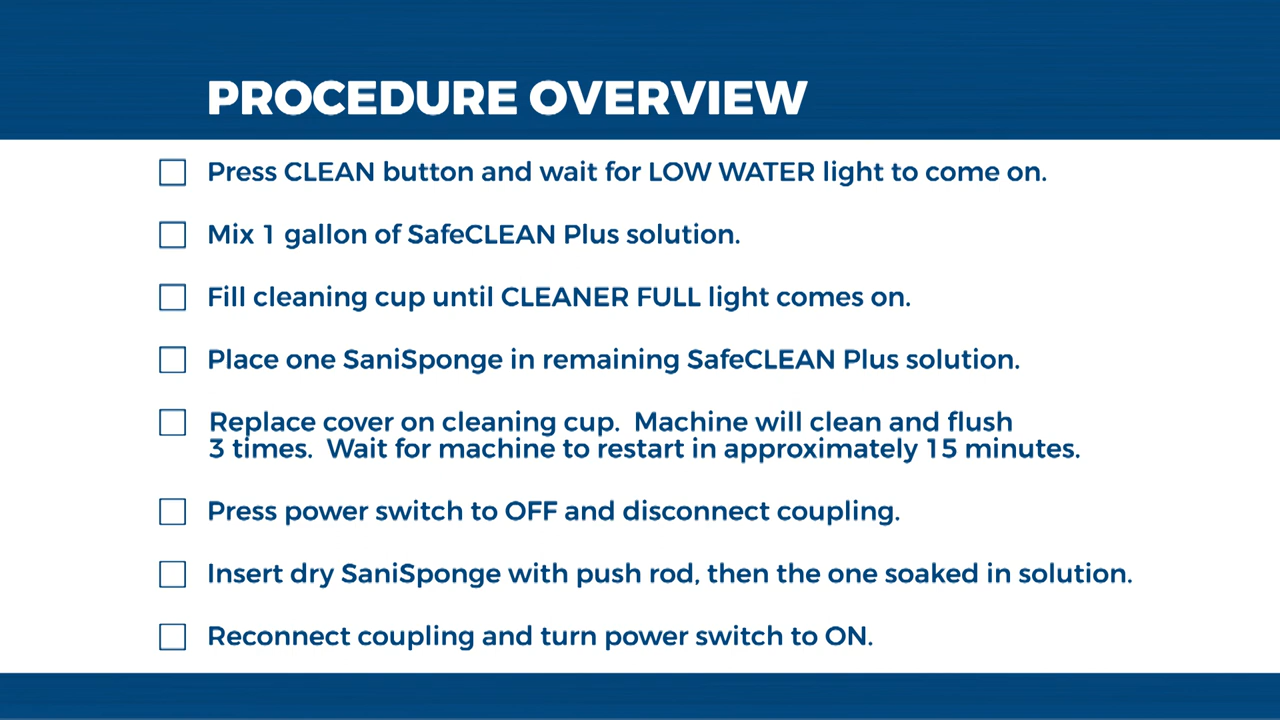 PROCEDURE OVERVIEW
Press CLEAN button and wait for LOW WATER light to come on.
Mix 1 gallon of SafeCLEAN Plus solution.
Fill cleaning cup until CLEANER FULL light comes on.
Place one SaniSponge in remaining SafeCLEAN Plus solution.
Replace cover on cleaning cup.  Machine will clean and flush
3 times.  Wait for machine to restart in approximately 15 minutes.
Press power switch to OFF and disconnect coupling.
Insert dry SaniSponge with push rod, then the one soaked in solution.
Reconnect coupling and turn power switch to ON.